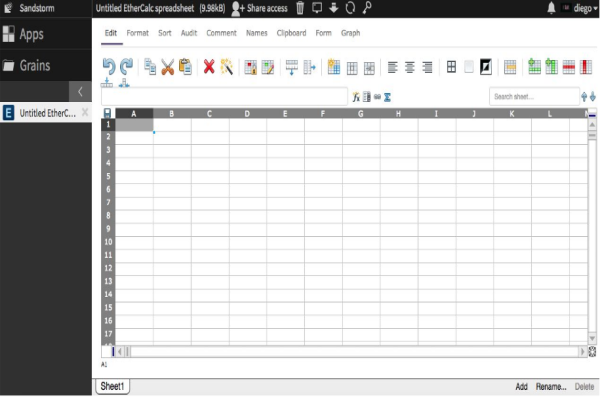 Sandstorm
Untitled EtherCalc spreadsheet (9.98kB) Share access diego
Apps
Grains
Untitled EtherC...
Edit Format Sort Audit Comment Names Clipboard Form Graph
Search sheet...
A B C D E F G H I J K L M
1
2
3
4
5
6
7
8
9
10
11
12
13
14
15
16
17
A1
Sheet1
Add Rename... Delete